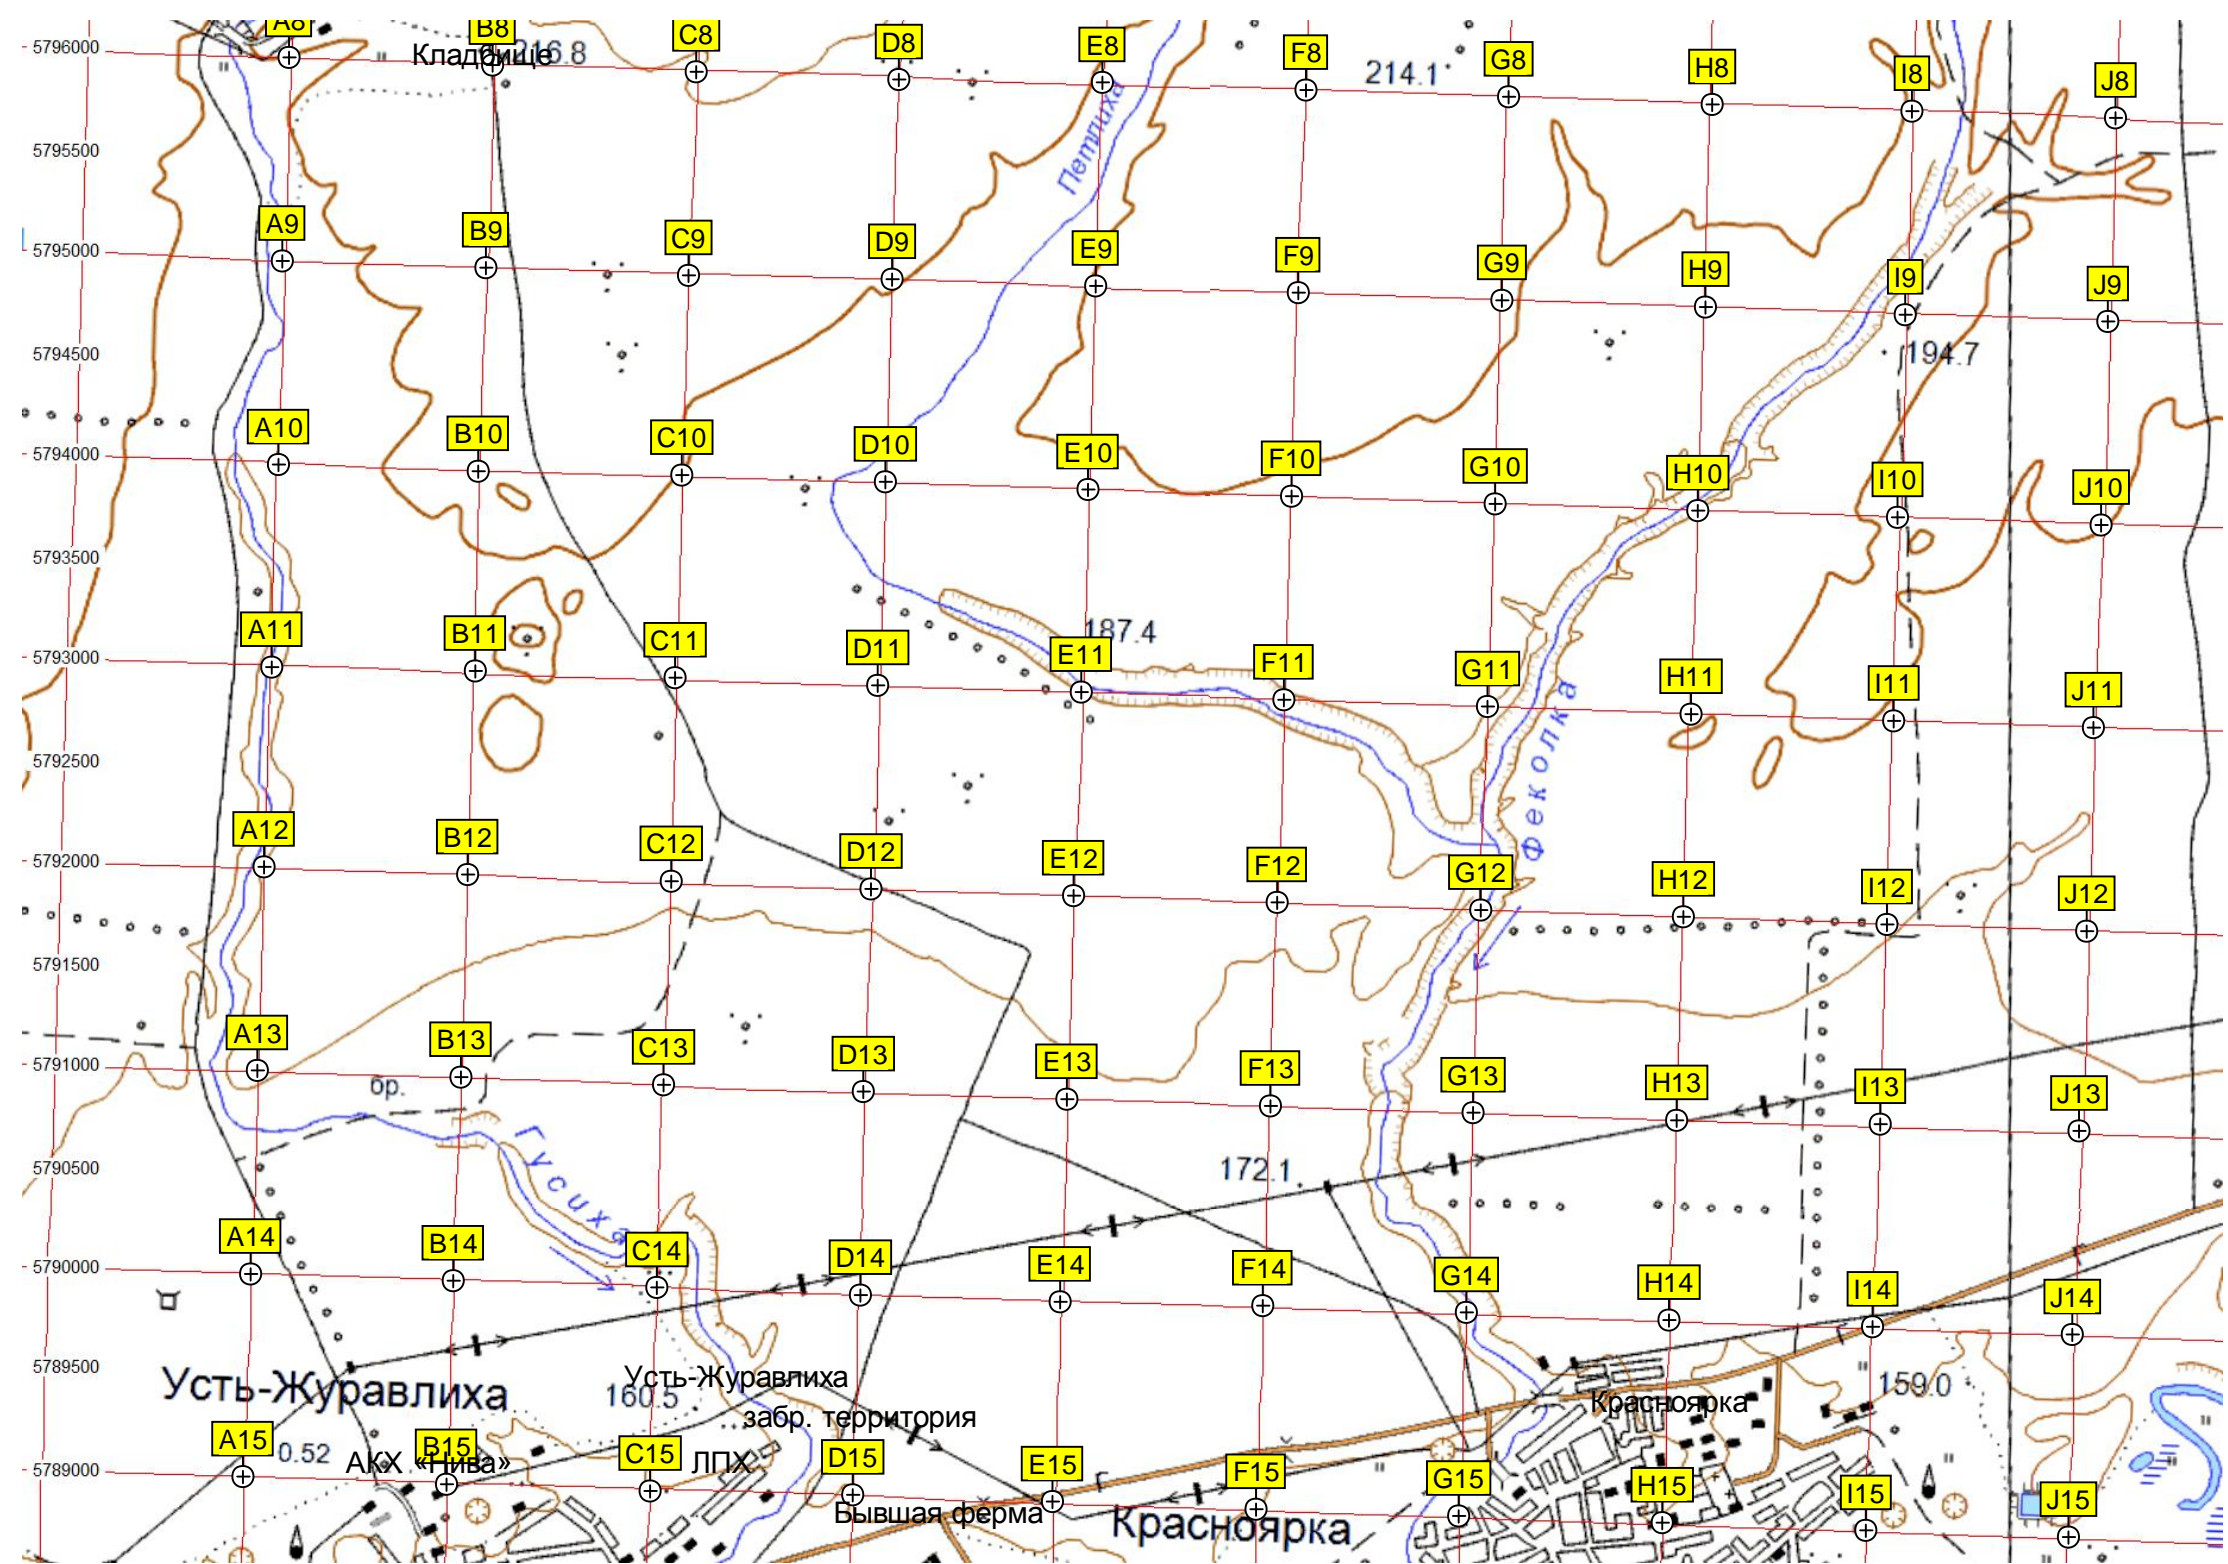 A8 B8 C8 D8 E8 F8 G8 H8 I8 J8
5796000 Кладбище 216.8 214.1
Петлиха
5795500
A9 B9 C9 D9 E9 F9 G9 H9 I9 J9
5795000
5794500 194.7
A10 B10 C10 D10 E10 F10 G10 H10 I10 J10
5794000
5793500
A11 B11 C11 D11 E11 F11 G11 H11 I11 J11
187.4
5793000
Феколка
5792500
A12 B12 C12 D12 E12 F12 G12 H12 I12 J12
5792000
5791500
A13 B13 C13 D13 E13 F13 G13 H13 I13 J13
5791000
бр.
Гусиха
5790500 172.1
A14 B14 C14 D14 E14 F14 G14 H14 I14 J14
5790000
5789500
Усть-Журавлиха 160.5 Усть-Журавлиха 159.0
Красноярка
забр. территория
A15 B15 C15 D15 E15 F15 G15 H15 I15 J15
0.52 АКХ «Нива» ЛПХ
5789000
Бывшая ферма Красноярка